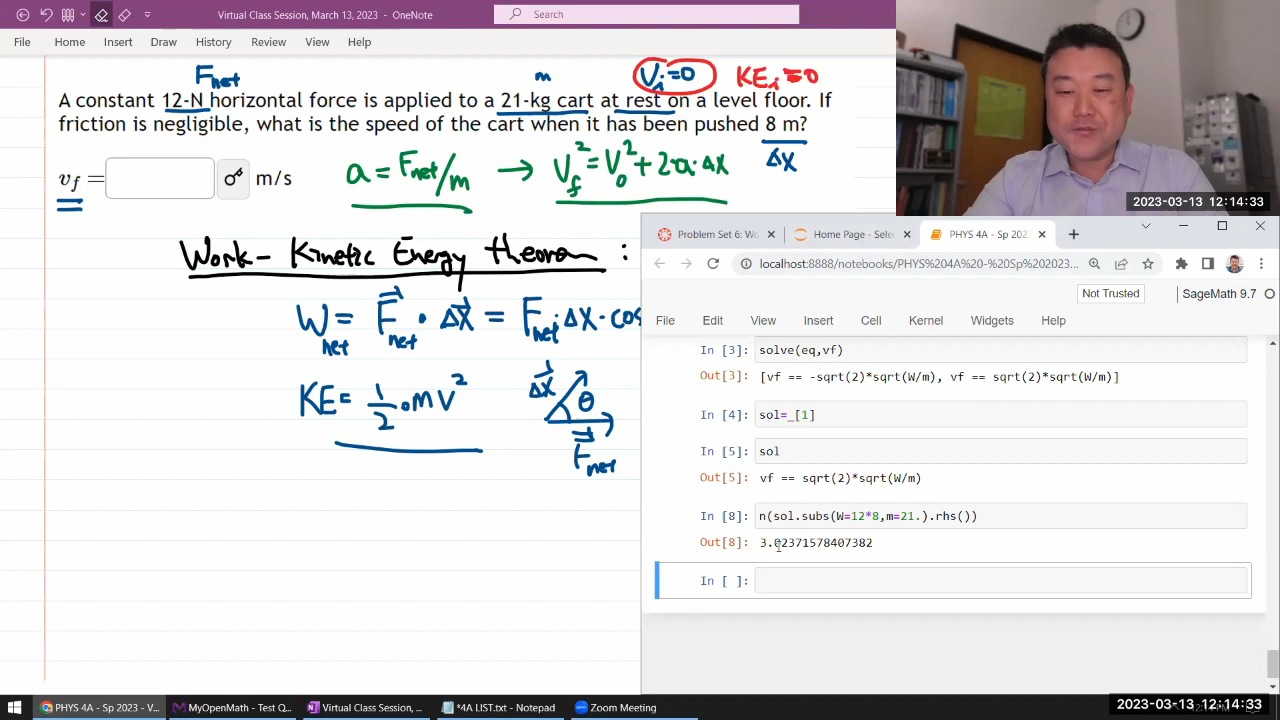 Virtual Class Session, March 13, 2023 - OneNote
Search
File Home Insert Draw History Review View Help
Fnet
m
Vi=0
KEi=0
A constant 12-N horizontal force is applied to a 21-kg cart at rest on a level floor. If
friction is negligible, what is the speed of the cart when it has been pushed 8 m?
Δx
vf = m/s
a = Fnet/m → Vf² = V0² + 2a·Δx
Work - Kinetic Energy theorem :
Wnet = F⃗net · Δx⃗ = Fnet·Δx·cos
KE = 1/2 · mv²
Δx⃗
θ
F⃗net
2023-03-13 12:14:33
Problem Set 6: Wo
Home Page - Selec
PHYS 4A - Sp 202
localhost:8888/notebooks/PHYS%204A%20-%20Sp%202023...
Not Trusted
SageMath 9.7
File Edit View Insert Cell Kernel Widgets Help
In [3]: solve(eq,vf)
Out[3]: [vf == -sqrt(2)*sqrt(W/m), vf == sqrt(2)*sqrt(W/m)]
In [4]: sol=_[1]
In [5]: sol
Out[5]: vf == sqrt(2)*sqrt(W/m)
In [8]: n(sol.subs(W=12*8,m=21.).rhs())
Out[8]: 3.02371578407382
In [ ]:
PHYS 4A - Sp 2023 - V...
MyOpenMath - Test Q...
Virtual Class Session, ...
*4A LIST.txt - Notepad
Zoom Meeting
2023-03-13 12:14:33